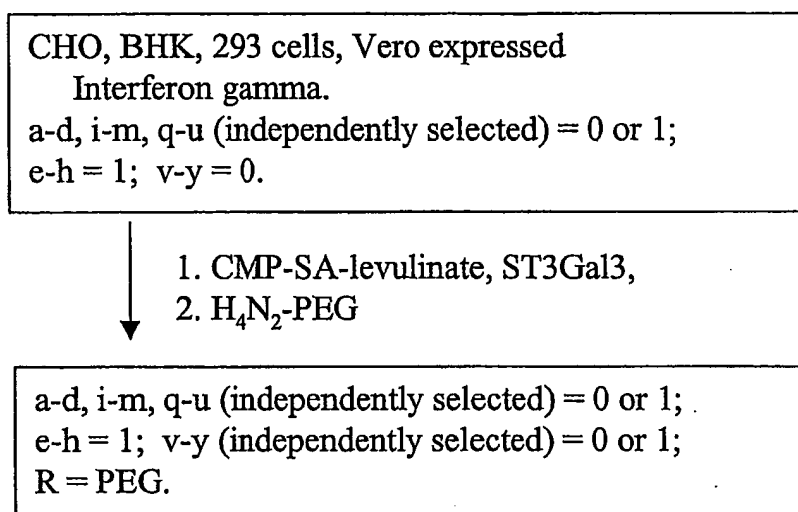 CHO, BHK, 293 cells, Vero expressed
Interferon gamma.
a-d, i-m, q-u (independently selected) = 0 or 1;
e-h = 1; v-y = 0.
1. CMP-SA-levulinate, ST3Gal3,
2. H₄N₂-PEG
a-d, i-m, q-u (independently selected) = 0 or 1;
e-h = 1; v-y (independently selected) = 0 or 1;
R = PEG.